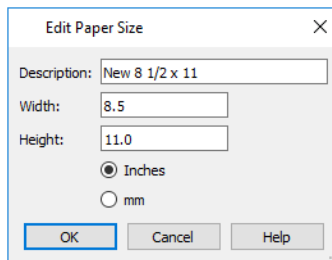 Edit Paper Size
Description: New 8 1/2 x 11
Width: 8.5
Height: 11.0
Inches
mm
OK Cancel Help